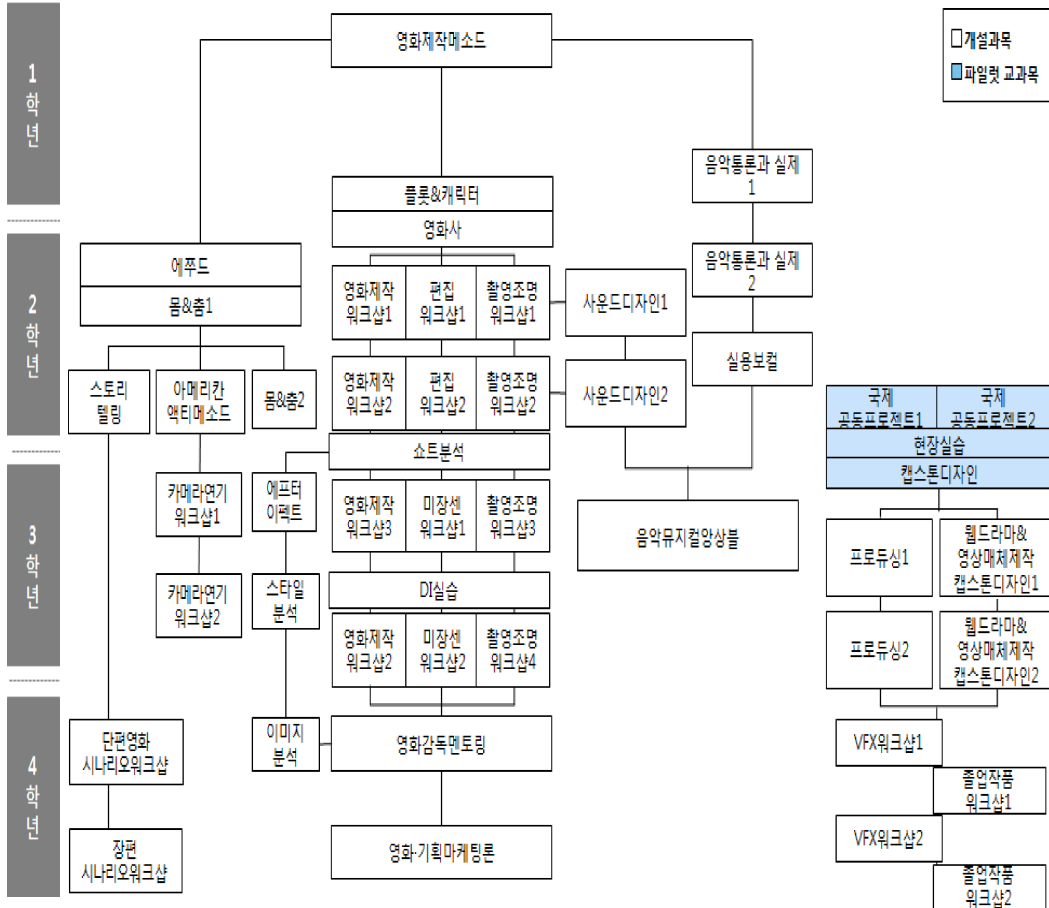 영화제작메소드
개설과목
파일럿 교과목
1
학
년
음악통론과 실제
1
플롯&캐릭터
영화사
2
학
년
에쭈드
몸&춤1
음악통론과 실제
2
영화제작
워크샵1
편집
워크샵1
촬영조명
워크샵1
사운드디자인1
실용보컬
스토리
텔링
아메리칸
액티메소드
몸&춤2
영화제작
워크샵2
편집
워크샵2
촬영조명
워크샵2
사운드디자인2
국제
공동프로젝트1
국제
공동프로젝트2
현장실습
캡스톤디자인
쇼트분석
3
학
년
카메라연기
워크샵1
에프터
이펙트
영화제작
워크샵3
미장센
워크샵1
촬영조명
워크샵3
음악뮤지컬앙상블
프로듀싱1
웹드라마&
영상매체제작
캡스톤디자인1
카메라연기
워크샵2
스타일
분석
DI실습
영화제작
워크샵2
미장센
워크샵2
촬영조명
워크샵4
프로듀싱2
웹드라마&
영상매체제작
캡스톤디자인2
4
학
년
단편영화
시나리오워크샵
이미지
분석
영화감독멘토링
VFX워크샵1
졸업작품
워크샵1
장편
시나리오워크샵
영화·기획마케팅론
VFX워크샵2
졸업작품
워크샵2